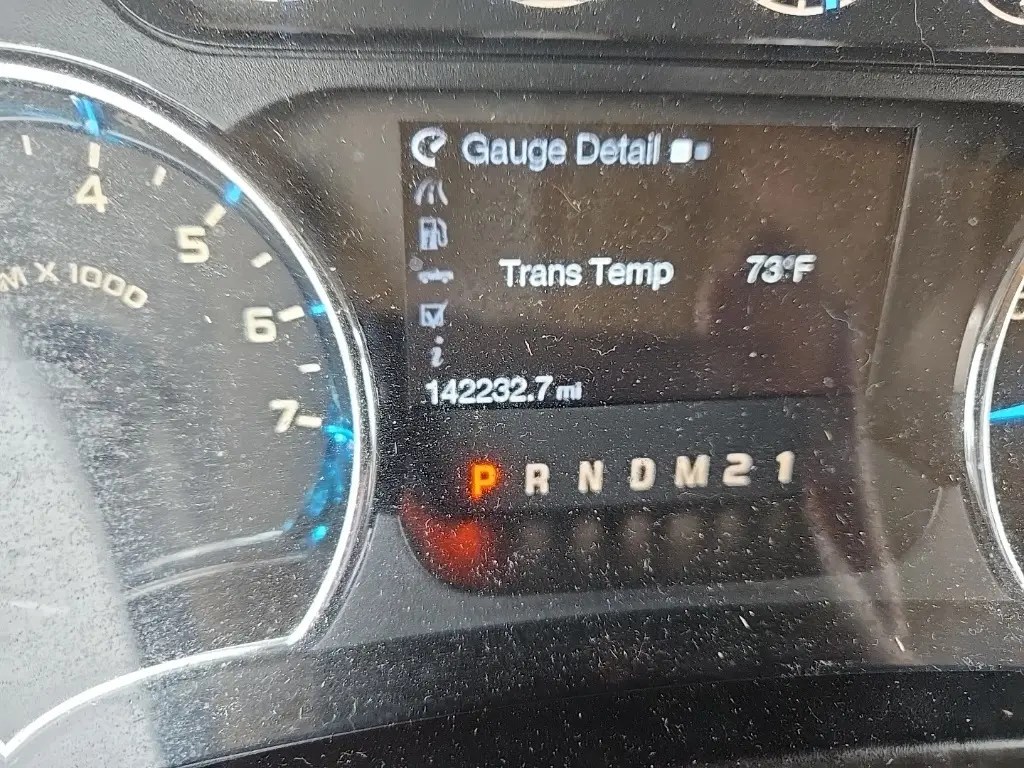 Gauge Detail
4
5
M X 1000
6
7
Trans Temp 73°F
i
142232.7 mi
P R N D M 2 1